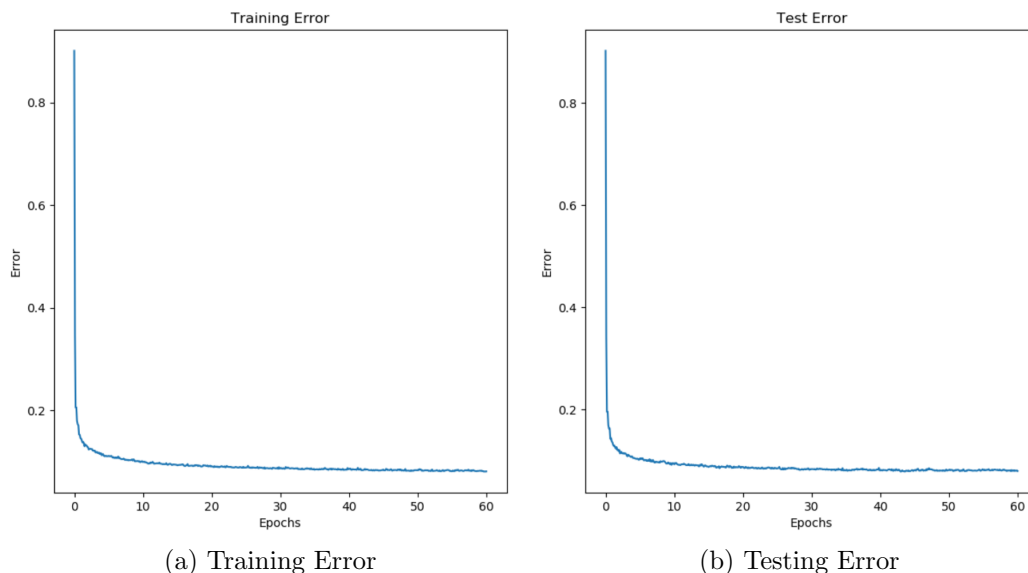 Training Error
0.8
0.6
0.4
0.2
Error
0 10 20 30 40 50 60
Epochs
(a) Training Error
Test Error
0.8
0.6
0.4
0.2
Error
0 10 20 30 40 50 60
Epochs
(b) Testing Error